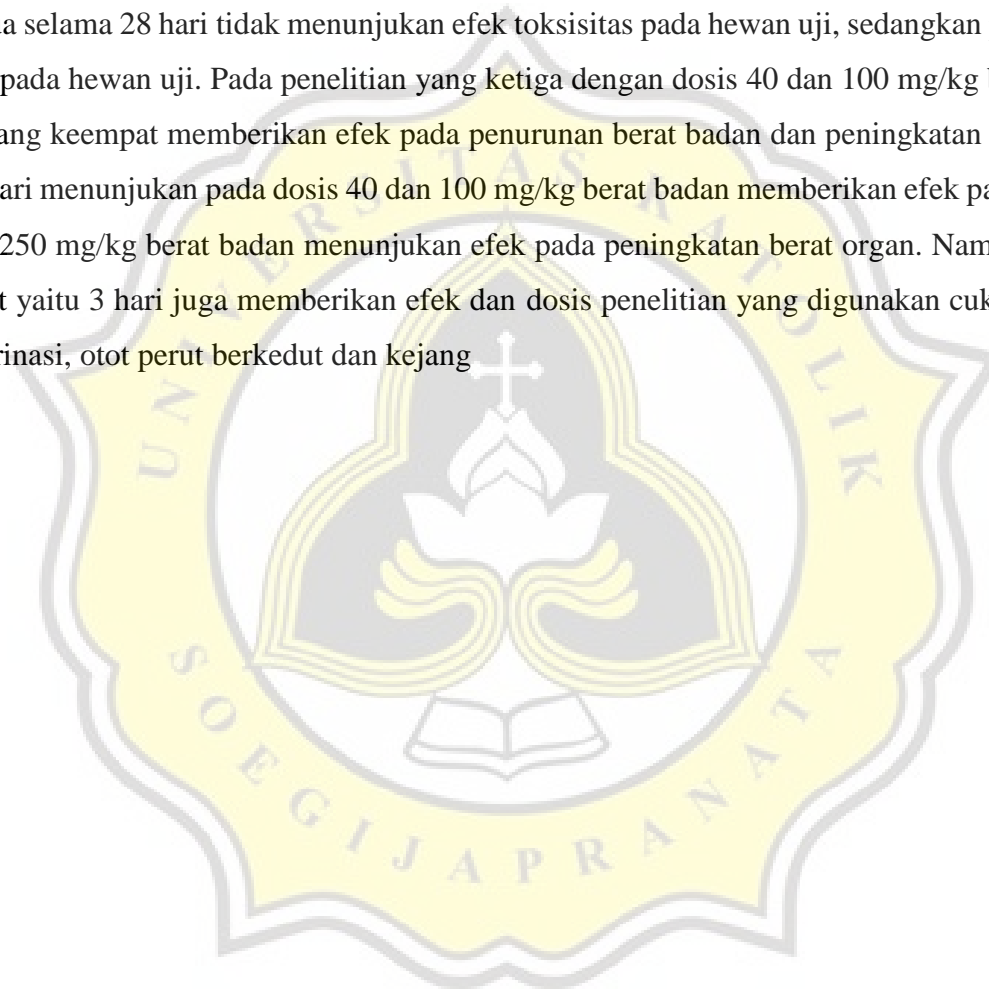 selama 28 hari tidak menunjukan efek toksisitas pada hewan uji, sedangkan
pada hewan uji. Pada penelitian yang ketiga dengan dosis 40 dan 100 mg/kg
ang keempat memberikan efek pada penurunan berat badan dan peningkatan
ari menunjukan pada dosis 40 dan 100 mg/kg berat badan memberikan efek
250 mg/kg berat badan menunjukan efek pada peningkatan berat organ.
yaitu 3 hari juga memberikan efek dan dosis penelitian yang digunakan
rinasi, otot perut berkedut dan kejang
UNIVERSITAS KATOLIK
SOEGIJAPRANATA